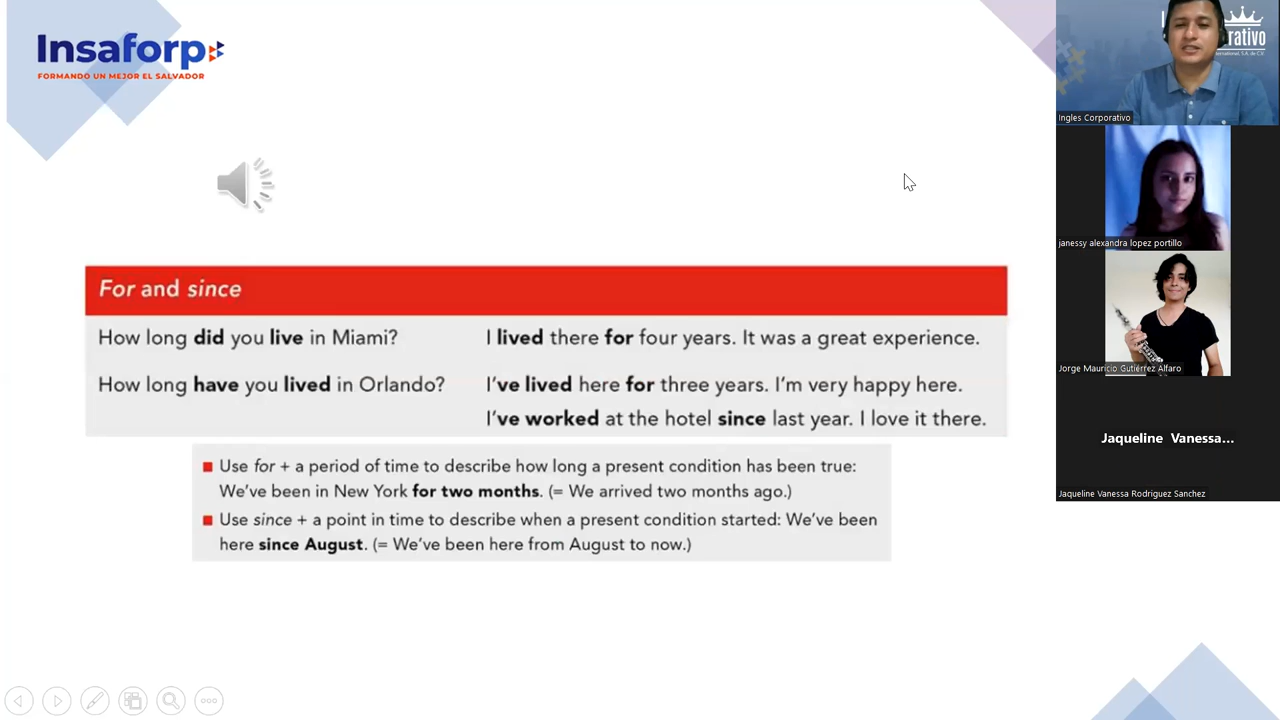 Insaforp
FORMANDO UN MEJOR EL SALVADOR
For and since
How long did you live in Miami? I lived there for four years. It was a great experience.
How long have you lived in Orlando? I've lived here for three years. I'm very happy here.
I've worked at the hotel since last year. I love it there.
Use for + a period of time to describe how long a present condition has been true:
We've been in New York for two months. (= We arrived two months ago.)
Use since + a point in time to describe when a present condition started: We've been
here since August. (= We've been here from August to now.)
rativo
Ingles Corporativo
janessy alexandra lopez portillo
Jorge Mauricio Gutiérrez Alfaro
Jaqueline Vanessa...
Jaqueline Vanessa Rodriguez Sanchez